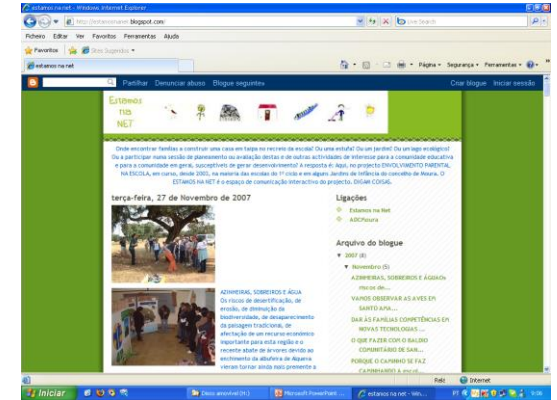 estamos na net - Windows Internet Explorer
blogspot.com/
Live Search
Ficheiro Editar Ver Favoritos Ferramentas Ajuda
Favoritos
estamos na net
Página Segurança Ferramentas
Partilhar Denunciar abuso Blogue seguinte»
Criar blogue Iniciar sessão
Estamos
na
NET
Onde encontrar famílias a construir uma casa em taipa no recreio da escola? Ou uma estufa? Ou um jardim? Ou um lago ecológico?
Ou a participar numa sessão de planeamento ou avaliação destas e de outras actividades de interesse para a comunidade educativa
e para a comunidade em geral, susceptíveis de gerar desenvolvimento? A resposta é: Aqui, no projecto ENVOLVIMENTO PARENTAL
NA ESCOLA, em curso, desde 2003, na maioria das escolas do 1º ciclo e em alguns Jardins de Infância do concelho de Moura. O
ESTAMOS NA NET é o espaço de comunicação interactivo do projecto. DIGAM COISAS.
terça-feira, 27 de Novembro de 2007
AZINHEIRAS, SOBREIROS E ÁGUA
Os riscos de desertificação, de
erosão, de diminuição da
biodiversidade, de desaparecimento
da paisagem tradicional, de
afectação de um recurso económico
importante para esta região e o
recente abate de árvores devido ao
enchimento da albufeira de Alqueva
vieram tornar ainda mais premente a
Ligações
Estamos na Net
ADCMoura
Arquivo do blogue
▼ 2007 (8)
▼ Novembro (5)
AZINHEIRAS, SOBREIROS E ÁGUAOs
riscos de...
VAMOS OBSERVAR AS AVES EM
SANTO AMA...
DAR ÀS FAMÍLIAS COMPETÊNCIAS EM
NOVAS TECNOLOGIAS ...
O QUE FAZER COM O BALDIO
COMUNITÁRIO DE SAN...
PORQUE O CAMINHO SE FAZ
Internet
Iniciar
Disco amovível (H:)
Microsoft PowerPoint ...
estamos na net - Win...
PT
9:58